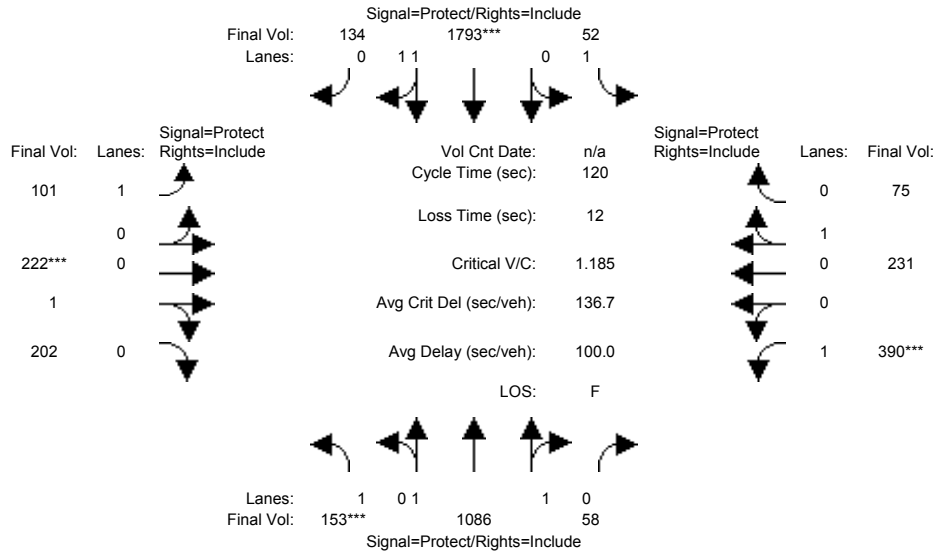 Signal=Protect/Rights=Include
Final Vol: 134 1793*** 52
Lanes: 0 1 1 0 1
Signal=Protect Signal=Protect
Final Vol: Lanes: Rights=Include Vol Cnt Date: n/a Rights=Include Lanes: Final Vol:
Cycle Time (sec): 120
101 1 0 75
Loss Time (sec): 12
0 1
222*** 0 Critical V/C: 1.185 0 231
1 Avg Crit Del (sec/veh): 136.7 0
202 0 Avg Delay (sec/veh): 100.0 1 390***
LOS: F
Lanes: 1 0 1 1 0
Final Vol: 153*** 1086 58
Signal=Protect/Rights=Include